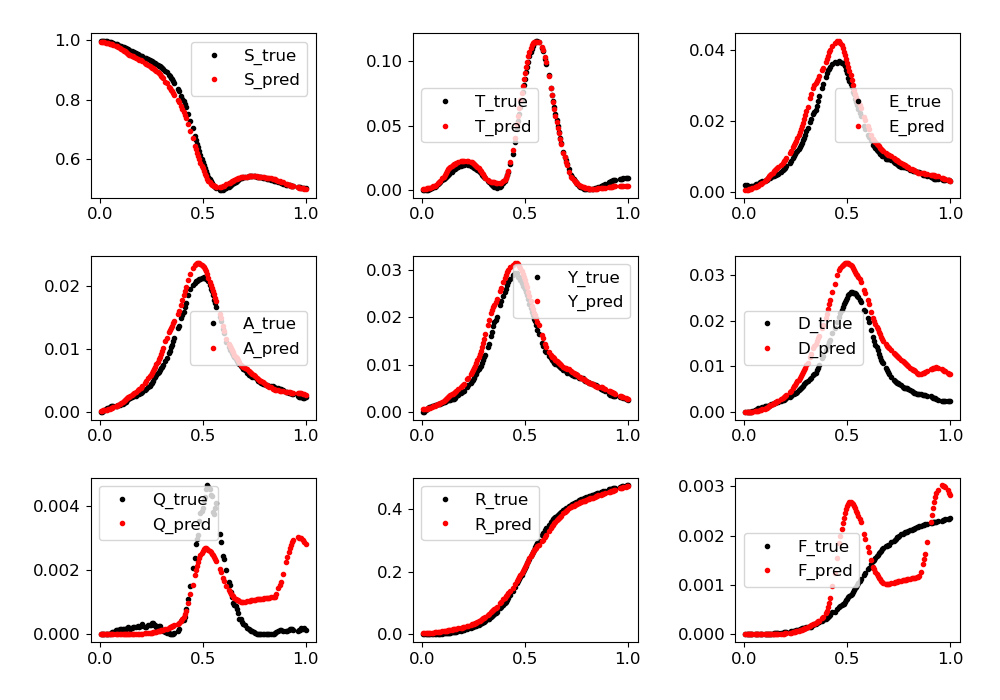 1.0
0.8
0.6
S_true
S_pred
0.0 0.5 1.0
0.10
0.05
0.00
T_true
T_pred
0.0 0.5 1.0
0.04
0.02
0.00
E_true
E_pred
0.0 0.5 1.0
0.02
0.01
0.00
A_true
A_pred
0.0 0.5 1.0
0.03
0.02
0.01
0.00
Y_true
Y_pred
0.0 0.5 1.0
0.03
0.02
0.01
0.00
D_true
D_pred
0.0 0.5 1.0
0.004
0.002
0.000
Q_true
Q_pred
0.0 0.5 1.0
0.4
0.2
0.0
R_true
R_pred
0.0 0.5 1.0
0.003
0.002
0.001
0.000
F_true
F_pred
0.0 0.5 1.0